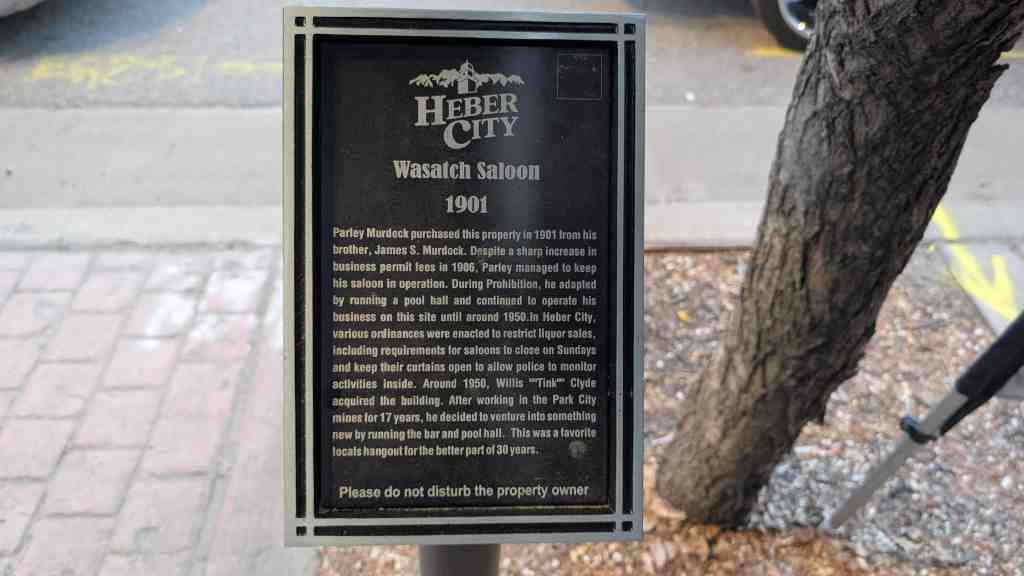 HEBER
CITY
Wasatch Saloon
1901
Parley Murdock purchased this property in 1901 from his
brother, James S. Murdock. Despite a sharp increase in
business permit fees in 1906, Parley managed to keep
his saloon in operation. During Prohibition, he adapted
by running a pool hall and continued to operate his
business on this site until around 1950.In Heber City,
various ordinances were enacted to restrict liquor sales,
including requirements for saloons to close on Sundays
and keep their curtains open to allow police to monitor
activities inside. Around 1950, Willis ""Tink"" Clyde
acquired the building. After working in the Park City
mines for 17 years, he decided to venture into something
new by running the bar and pool hall. This was a favorite
locals hangout for the better part of 30 years.
Please do not disturb the property owner